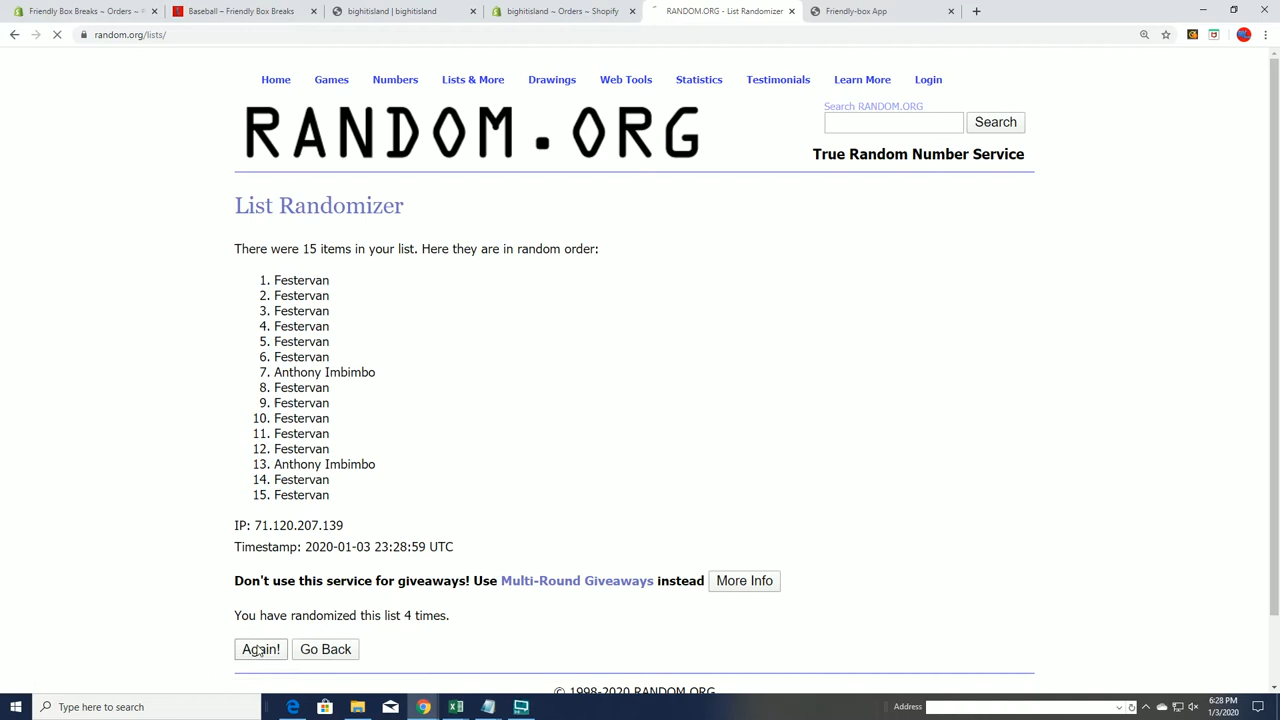 Friendly Box Breaks ~ Orders ~ S
Baseball – Friendly Box Breaks
bighitisland | bighitisland
bighitisland ~ Orders ~ Shopify
RANDOM.ORG - List Randomizer
Friendly-box App
random.org/lists/
Home Games Numbers Lists & More Drawings Web Tools Statistics Testimonials Learn More Login
RANDOM.ORG
Search RANDOM.ORG
Search
True Random Number Service
List Randomizer
There were 15 items in your list. Here they are in random order:
1. Festervan
2. Festervan
3. Festervan
4. Festervan
5. Festervan
6. Festervan
7. Anthony Imbimbo
8. Festervan
9. Festervan
10. Festervan
11. Festervan
12. Festervan
13. Anthony Imbimbo
14. Festervan
15. Festervan
IP: 71.120.207.139
Timestamp: 2020-01-03 23:28:59 UTC
Don't use this service for giveaways! Use Multi-Round Giveaways instead More Info
You have randomized this list 4 times.
Again! Go Back
© 1998-2020 RANDOM.ORG
Type here to search
Address
6:28 PM
1/3/2020